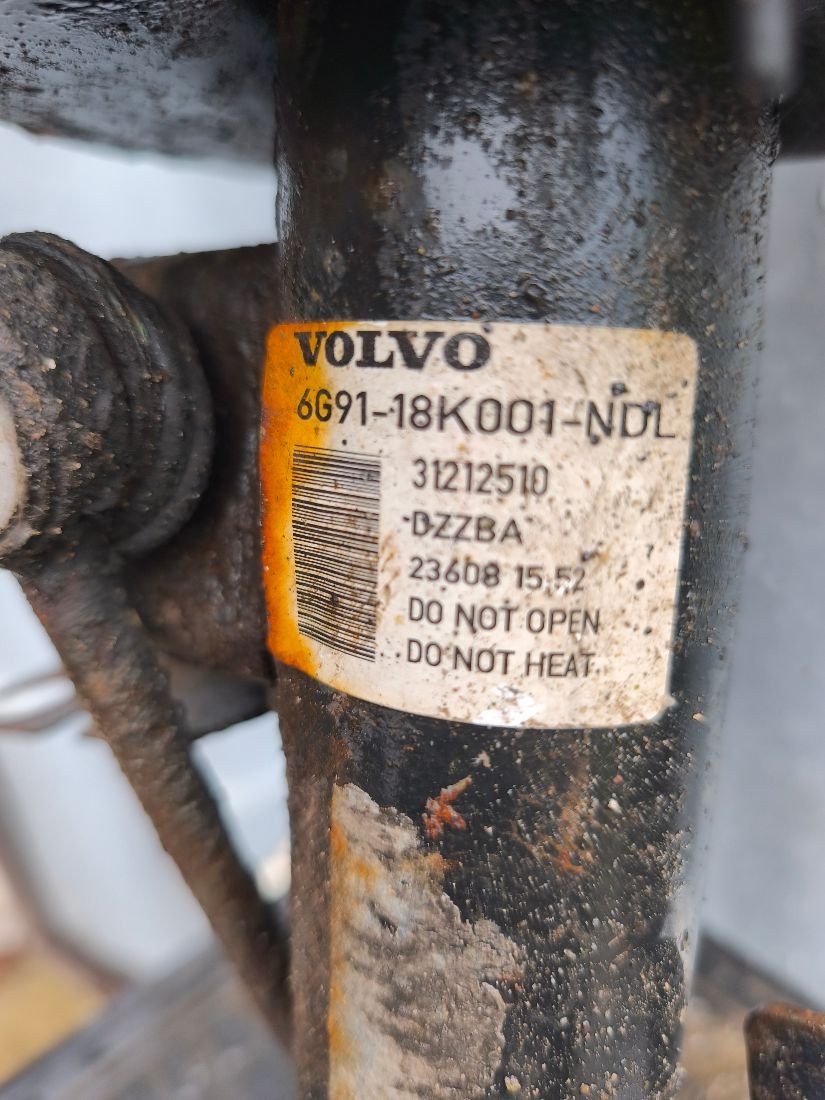 VOLVO
6G91-18K001-NDL
31212510
DZZBA
23608 15:52
DO NOT OPEN
DO NOT HEAT